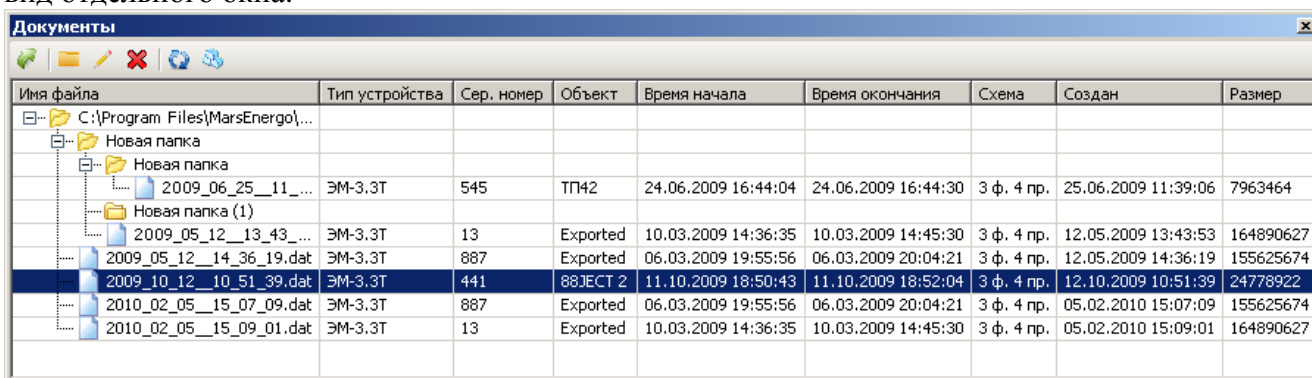 вид отдельного окна.
Документы
Имя файла Тип устройства Сер. номер Объект Время начала Время окончания Схема Создан Размер
C:\Program Files\MarsEnergo\...
Новая папка
Новая папка
2009_06_25__11_... ЭМ-3.3Т 545 ТП42 24.06.2009 16:44:04 24.06.2009 16:44:30 3 ф. 4 пр. 25.06.2009 11:39:06 7963464
Новая папка (1)
2009_05_12__13_43_... ЭМ-3.3Т 13 Exported 10.03.2009 14:36:35 10.03.2009 14:45:30 3 ф. 4 пр. 12.05.2009 13:43:53 164890627
2009_05_12__14_36_19.dat ЭМ-3.3Т 887 Exported 06.03.2009 19:55:56 06.03.2009 20:04:21 3 ф. 4 пр. 12.05.2009 14:36:19 155625674
2009_10_12__10_51_39.dat ЭМ-3.3Т 441 88JECT 2 11.10.2009 18:50:43 11.10.2009 18:52:04 3 ф. 4 пр. 12.10.2009 10:51:39 24778922
2010_02_05__15_07_09.dat ЭМ-3.3Т 887 Exported 06.03.2009 19:55:56 06.03.2009 20:04:21 3 ф. 4 пр. 05.02.2010 15:07:09 155625674
2010_02_05__15_09_01.dat ЭМ-3.3Т 13 Exported 10.03.2009 14:36:35 10.03.2009 14:45:30 3 ф. 4 пр. 05.02.2010 15:09:01 164890627